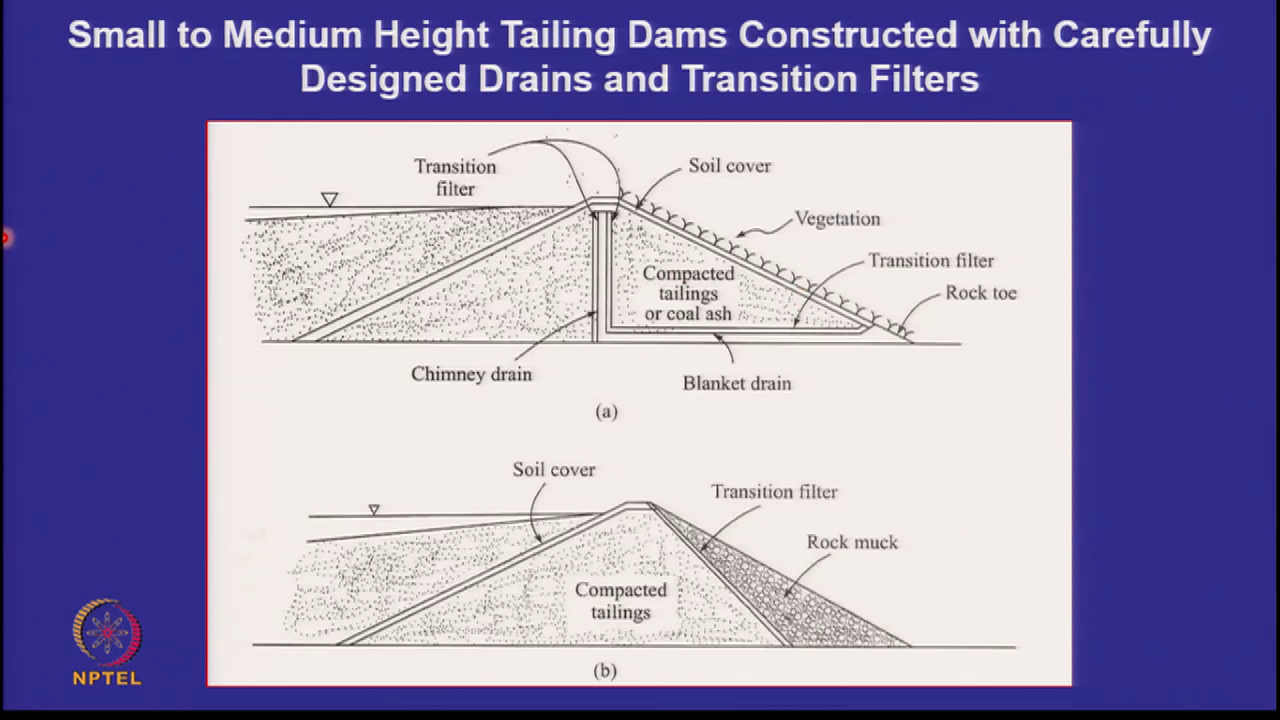 Small to Medium Height Tailing Dams Constructed with Carefully
Designed Drains and Transition Filters
Transition
filter
Soil cover
Vegetation
Transition filter
Rock toe
Compacted
tailings
or coal ash
Chimney drain
Blanket drain
(a)
Soil cover
Transition filter
Rock muck
Compacted
tailings
(b)
NPTEL